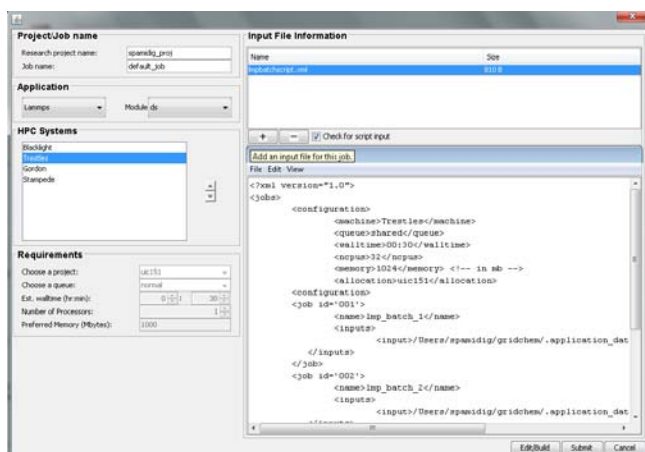 Project/Job name
Research project name:
spamidig_proj
Job name:
default_job
Application
Lammps
Module ds
HPC Systems
Blacklight
Trestles
Gordon
Stampede
Requirements
Choose a project:
uic151
Choose a queue:
normal
Est. walltime (hr:min):
0
:
30
Number of Processors:
1
Preferred Memory (Mbytes):
1000
Input File Information
Name
Size
lmpbatchscript.xml
810 B
+
−
Check for script input
Add an input file for this job.
File Edit View
<?xml version="1.0">
<jobs>
<configuration>
<machine>Trestles</machine>
<queue>shared</queue>
<walltime>00:30</walltime>
<ncpus>32</ncpus>
<memory>1024</memory> <!-- in mb -->
<allocation>uic151</allocation>
<configuration>
<job id='001'>
<name>lmp_batch_1</name>
<inputs>
<input>/Users/spamidig/gridchem/.application_dat
</inputs>
</job>
<job id='002'>
<name>lmp_batch_2</name>
<inputs>
<input>/Users/spamidig/gridchem/.application_dat
Edit/Build
Submit
Cancel